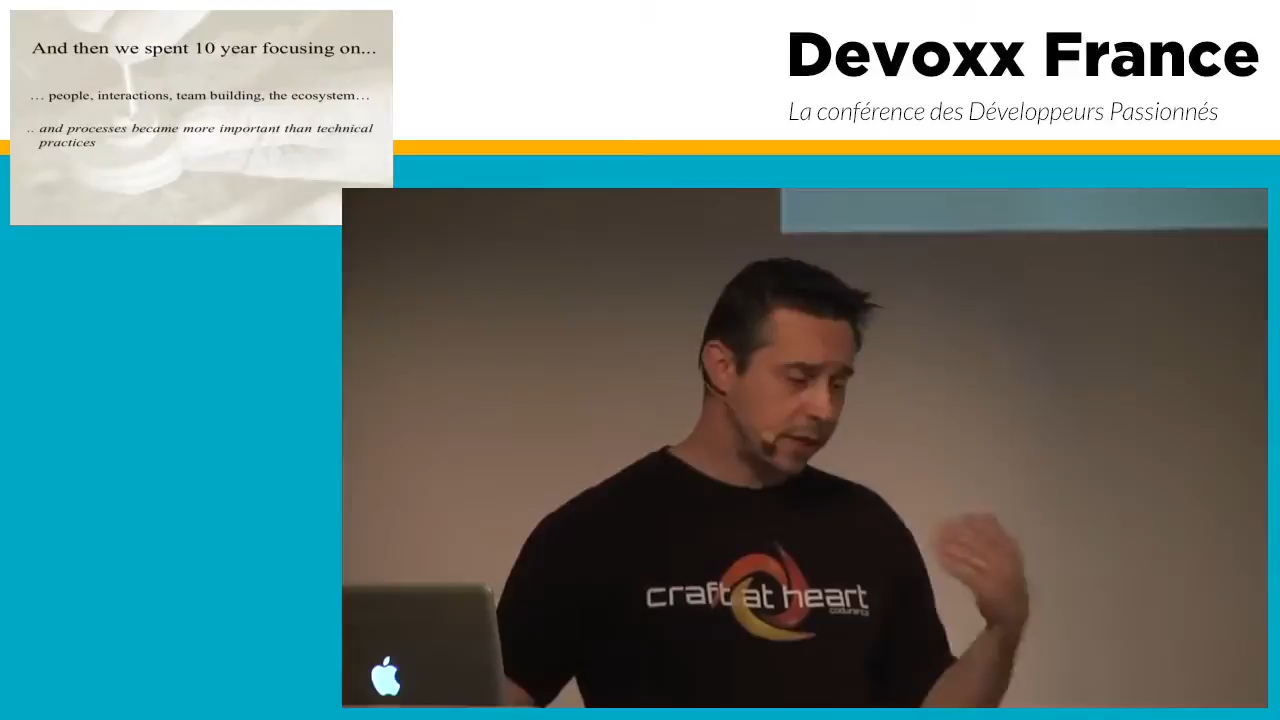 And then we spent 10 year focusing on...
… people, interactions, team building, the ecosystem…
.. and processes became more important than technical
practices
Devoxx France
La conférence des Développeurs Passionnés
craft at heart
codurance